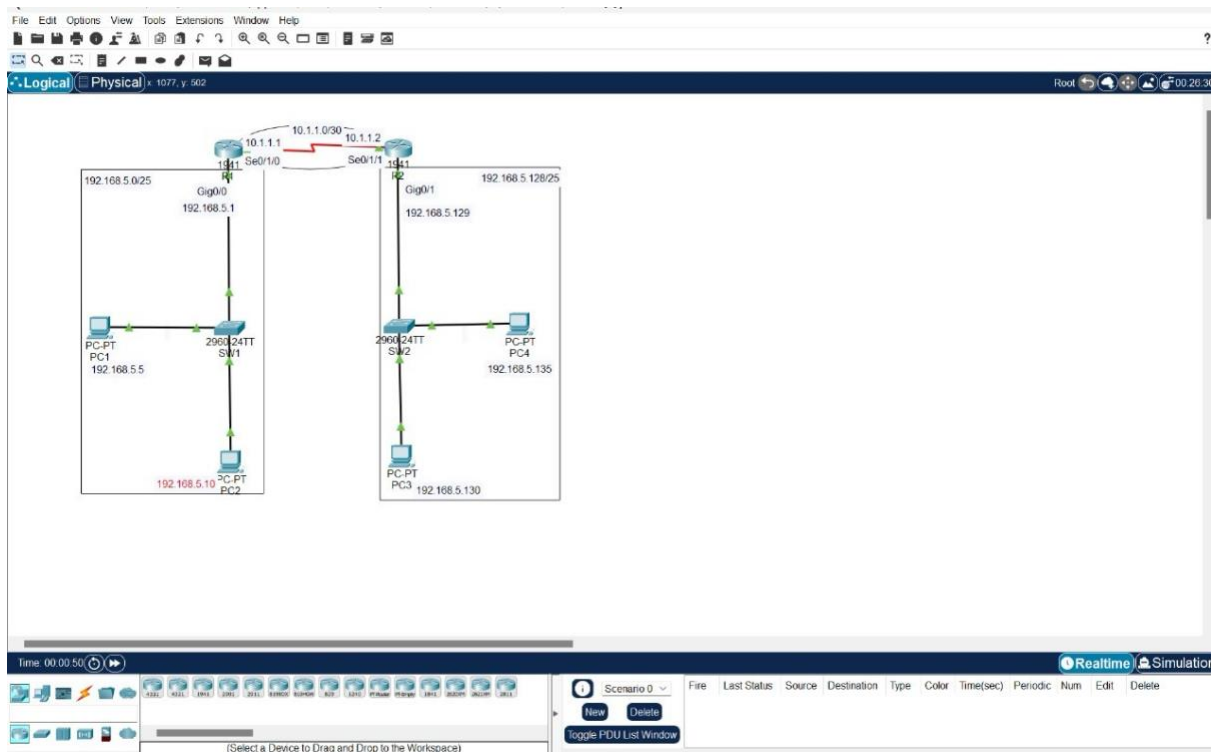 File Edit Options View Tools Extensions Window Help
?
Logical Physical x: 1077, y: 502 Root
10.1.1.0/30
10.1.1.1 10.1.1.2
1941 Se0/1/0 Se0/1/1 1941
R1 R2
192.168.5.0/25 192.168.5.128/25
Gig0/0 Gig0/1
192.168.5.1 192.168.5.129
PC-PT 2960-24TT 2960-24TT PC-PT
PC1 SW1 SW2 PC4
192.168.5.5 192.168.5.135
192.168.5.10 PC-PT PC-PT
PC2 PC3 192.168.5.130
Time: 00:00:50 Realtime Simulation
Scenario 0 Fire Last Status Source Destination Type Color Time(sec) Periodic Num Edit Delete
New Delete
Toggle PDU List Window
(Select a Device to Drag and Drop to the Workspace)